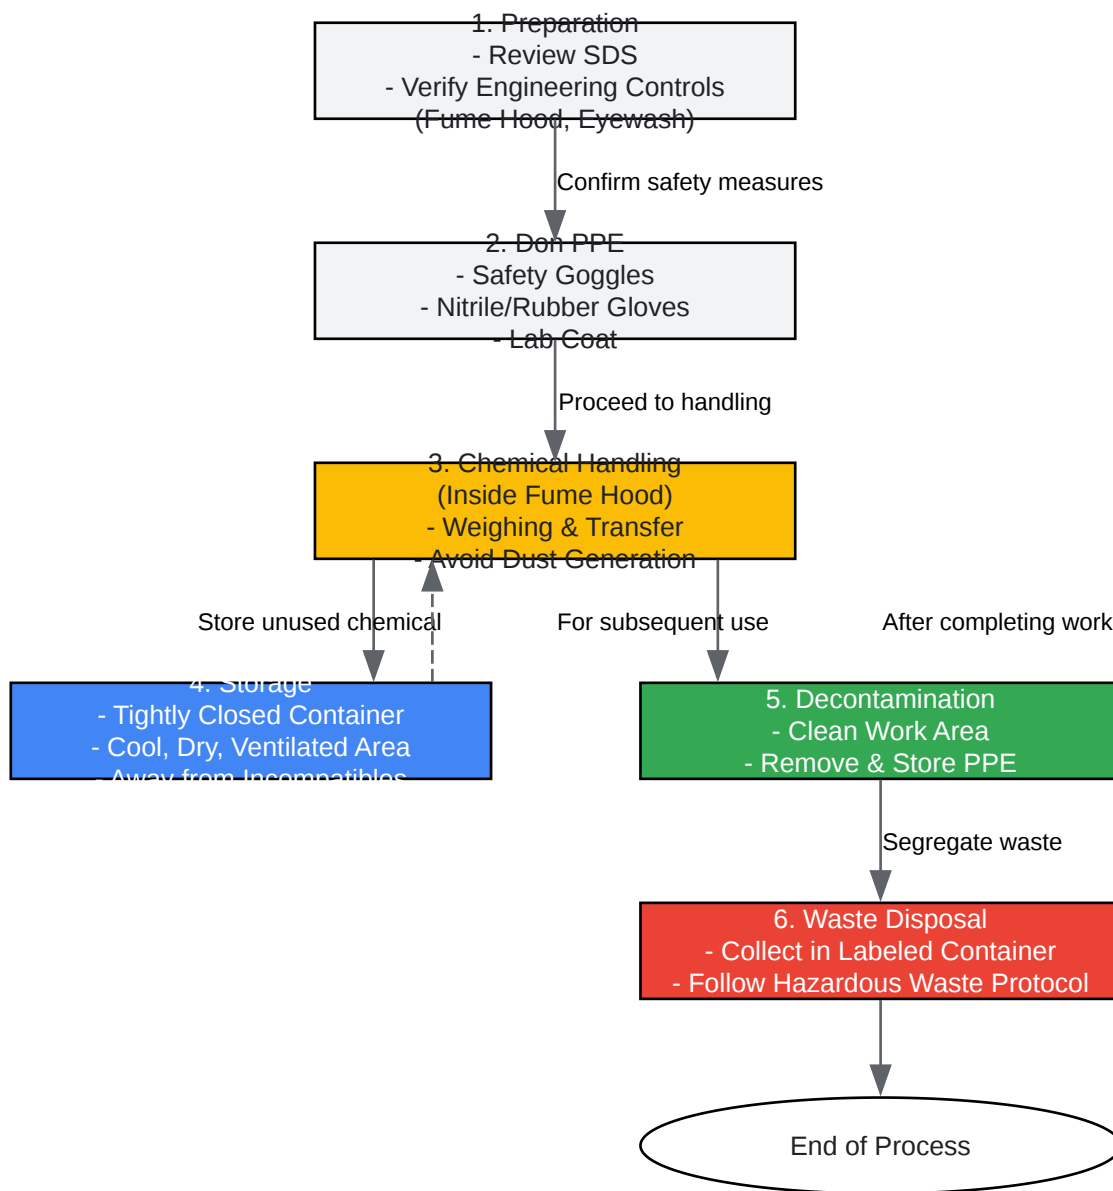 1. Preparation
- Review SDS
- Verify Engineering Controls
(Fume Hood, Eyewash)
Confirm safety measures
2. Don PPE
- Safety Goggles
- Nitrile/Rubber Gloves
- Lab Coat
Proceed to handling
3. Chemical Handling
(Inside Fume Hood)
- Weighing & Transfer
- Avoid Dust Generation
Store unused chemical
For subsequent use
After completing work
4. Storage
- Tightly Closed Container
- Cool, Dry, Ventilated Area
- Away from Incompatibles
5. Decontamination
- Clean Work Area
- Remove & Store PPE
Segregate waste
6. Waste Disposal
- Collect in Labeled Container
- Follow Hazardous Waste Protocol
End of Process